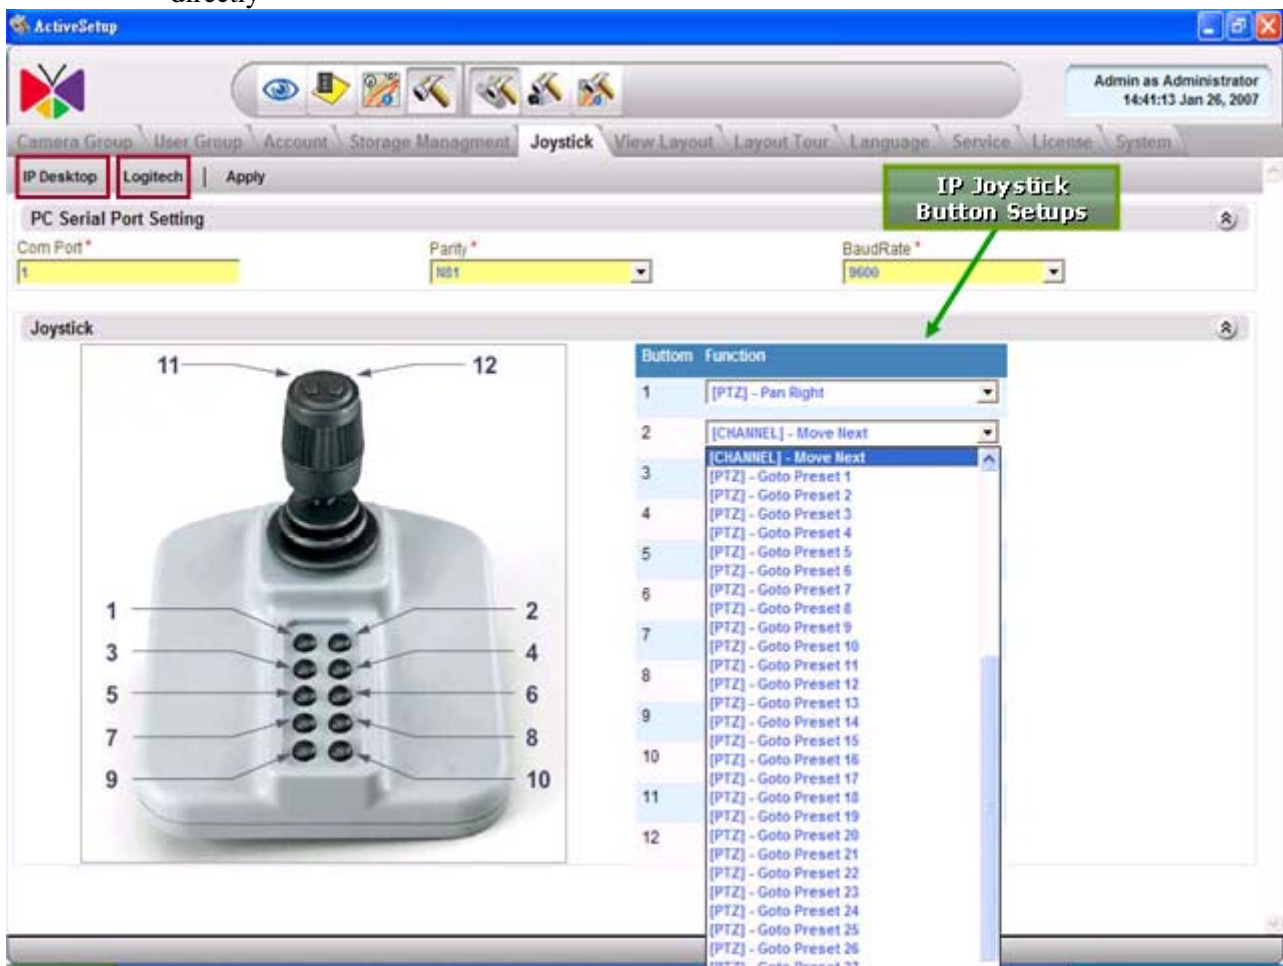 directly
ActiveSetup
Admin as Administrator
14:41:13 Jan 26, 2007
Camera Group User Group Account Storage Managment Joystick View Layout Layout Tour Language Service License System
IP Desktop Logitech | Apply
IP Joystick
Button Setups
PC Serial Port Setting
Com Port * Parity * BaudRate *
1 N81 9600
Joystick
11 12
1 2
3 4
5 6
7 8
9 10
Buttom Function
1 [PTZ] - Pan Right
2 [CHANNEL] - Move Next
3
4
5
6
7
8
9
10
11
12
[CHANNEL] - Move Next
[PTZ] - Goto Preset 1
[PTZ] - Goto Preset 2
[PTZ] - Goto Preset 3
[PTZ] - Goto Preset 4
[PTZ] - Goto Preset 5
[PTZ] - Goto Preset 6
[PTZ] - Goto Preset 7
[PTZ] - Goto Preset 8
[PTZ] - Goto Preset 9
[PTZ] - Goto Preset 10
[PTZ] - Goto Preset 11
[PTZ] - Goto Preset 12
[PTZ] - Goto Preset 13
[PTZ] - Goto Preset 14
[PTZ] - Goto Preset 15
[PTZ] - Goto Preset 16
[PTZ] - Goto Preset 17
[PTZ] - Goto Preset 18
[PTZ] - Goto Preset 19
[PTZ] - Goto Preset 20
[PTZ] - Goto Preset 21
[PTZ] - Goto Preset 22
[PTZ] - Goto Preset 23
[PTZ] - Goto Preset 24
[PTZ] - Goto Preset 25
[PTZ] - Goto Preset 26
[PTZ] - Goto Preset 27